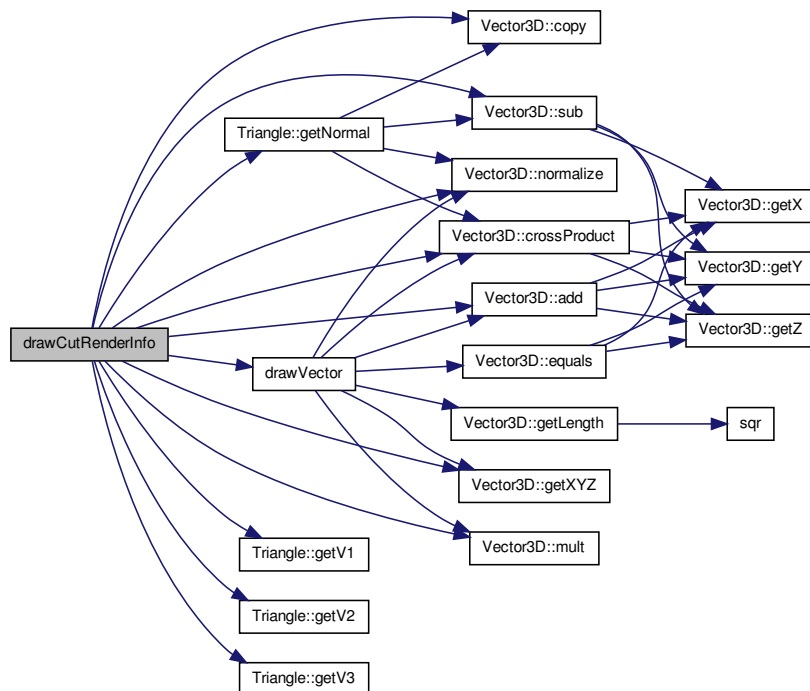 Vector3D::copy
Vector3D::sub
Triangle::getNormal
Vector3D::normalize
Vector3D::getX
Vector3D::crossProduct
Vector3D::getY
Vector3D::add
Vector3D::getZ
drawCutRenderInfo
Vector3D::equals
drawVector
Vector3D::getLength
sqr
Vector3D::getXYZ
Vector3D::mult
Triangle::getV1
Triangle::getV2
Triangle::getV3